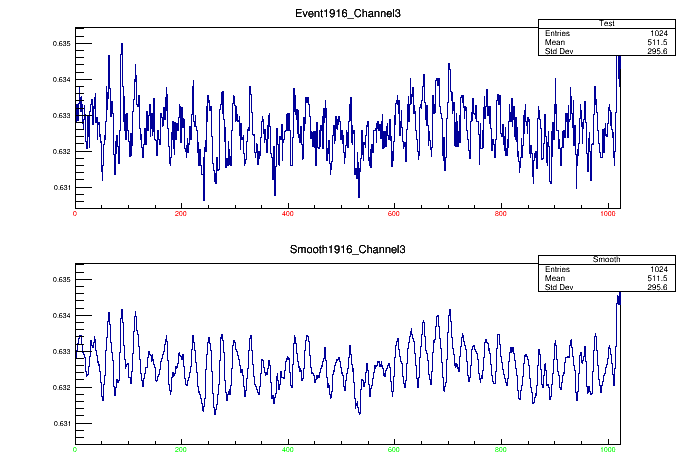 Event1916_Channel3
Test
Entries 1024
Mean 511.5
Std Dev 295.6
0.635
0.634
0.633
0.632
0.631
0 200 400 600 800 1000
Smooth1916_Channel3
Smooth
Entries 1024
Mean 511.5
Std Dev 295.6
0.635
0.634
0.633
0.632
0.631
0 200 400 600 800 1000